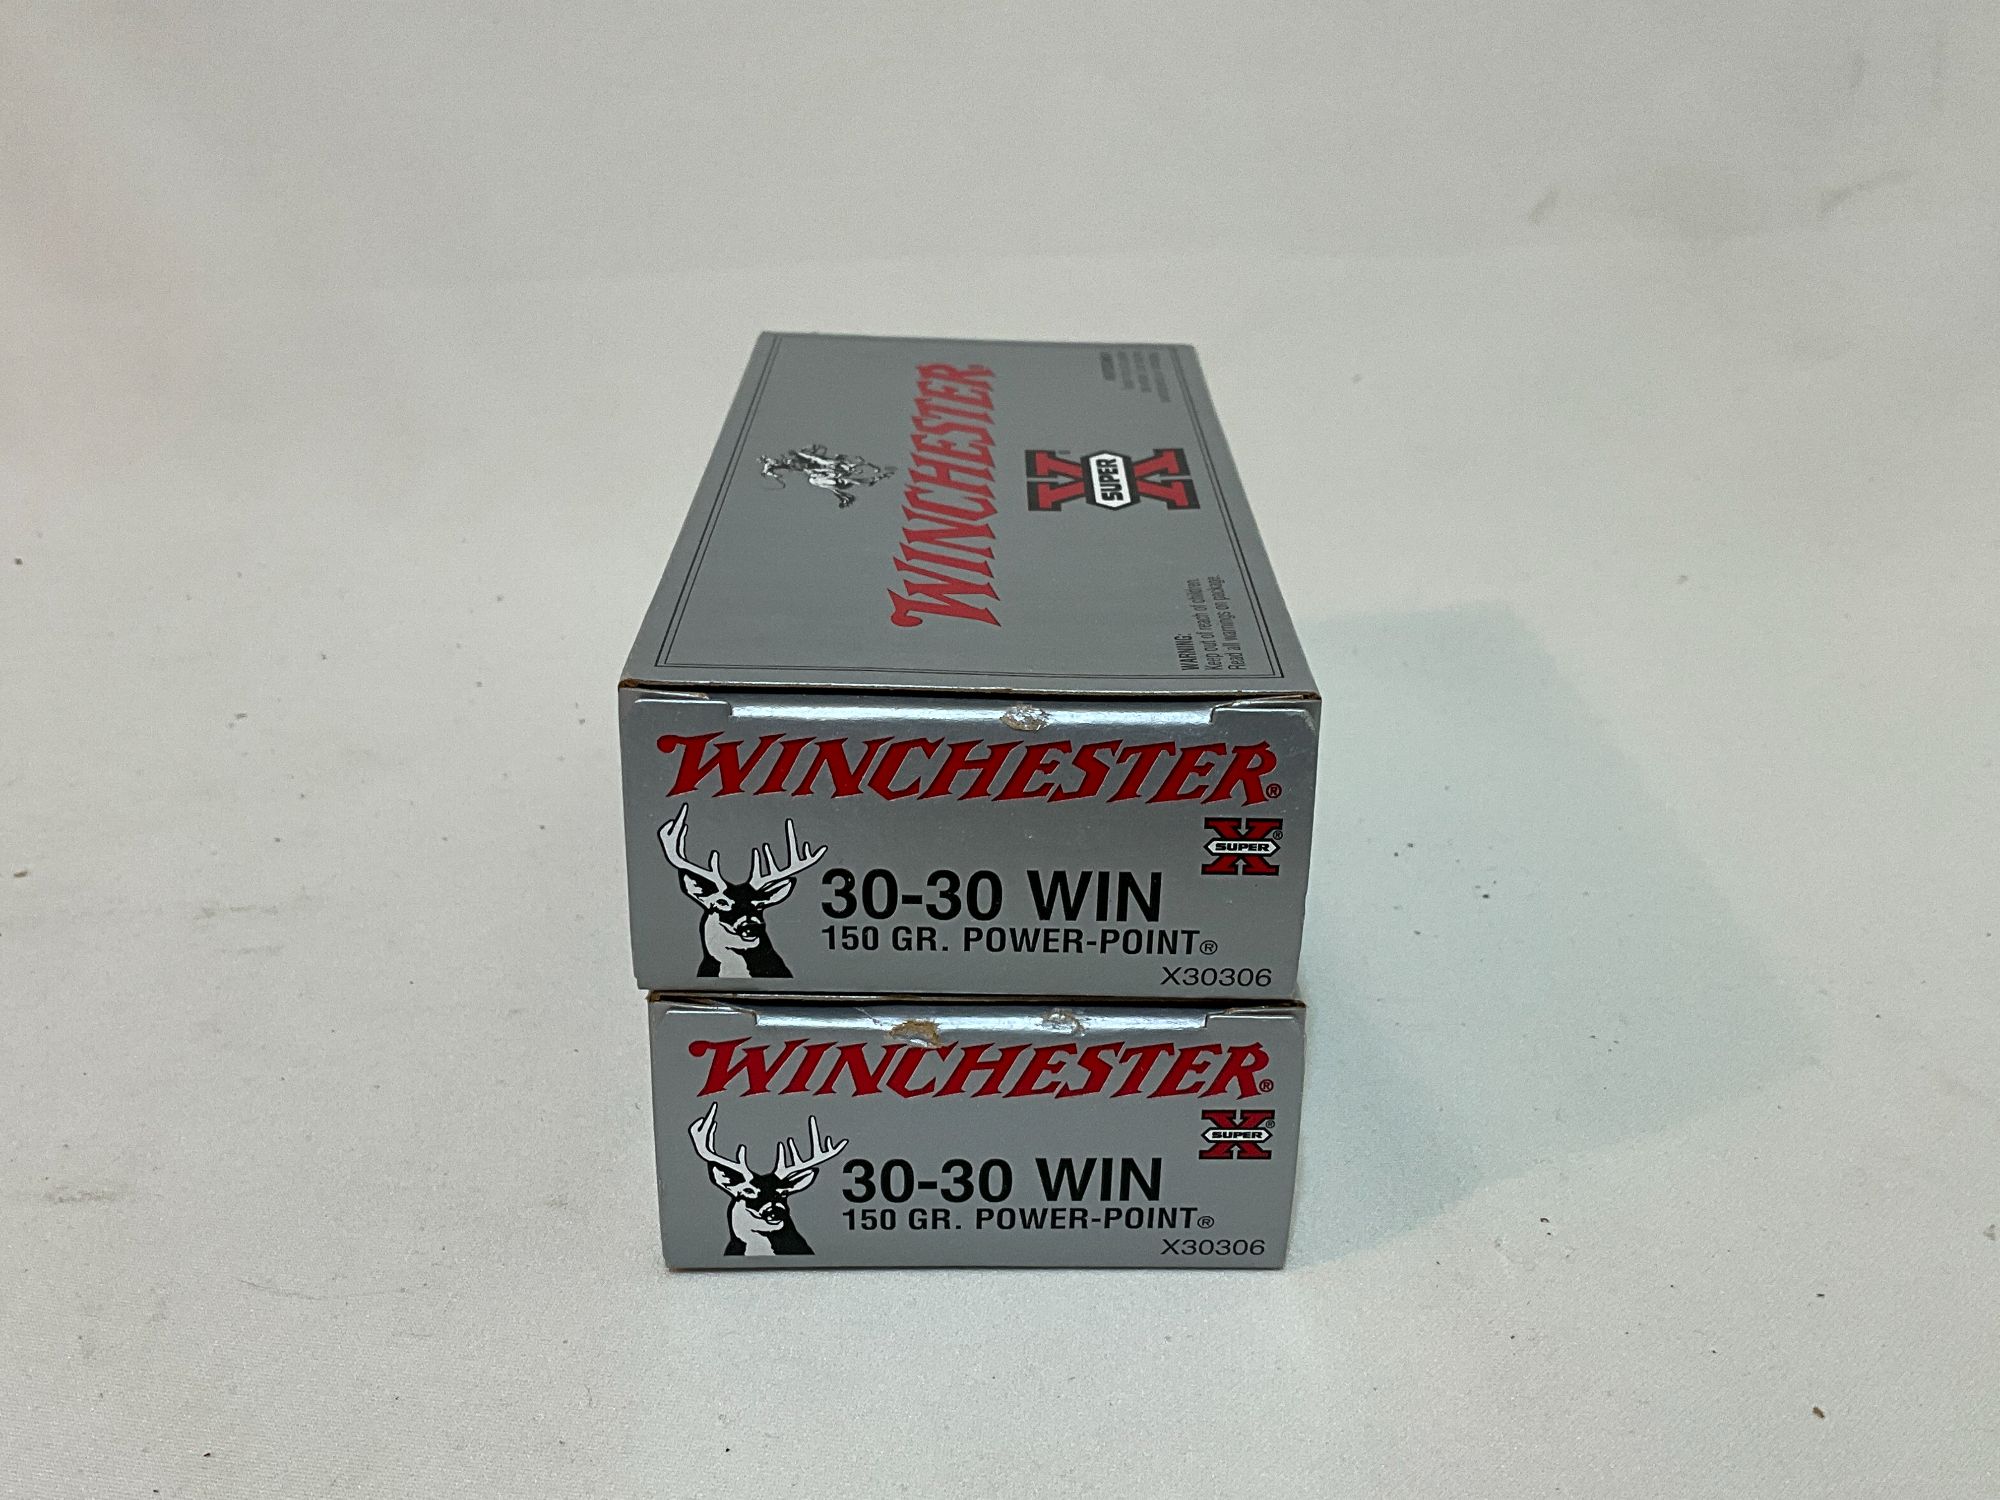 WINCHESTER®
SUPER X®
WARNING:
Keep out of reach of children.
Read all warnings on package.
WINCHESTER®
SUPER X®
30-30 WIN
150 GR. POWER-POINT®
X30306
WINCHESTER®
SUPER X®
30-30 WIN
150 GR. POWER-POINT®
X30306